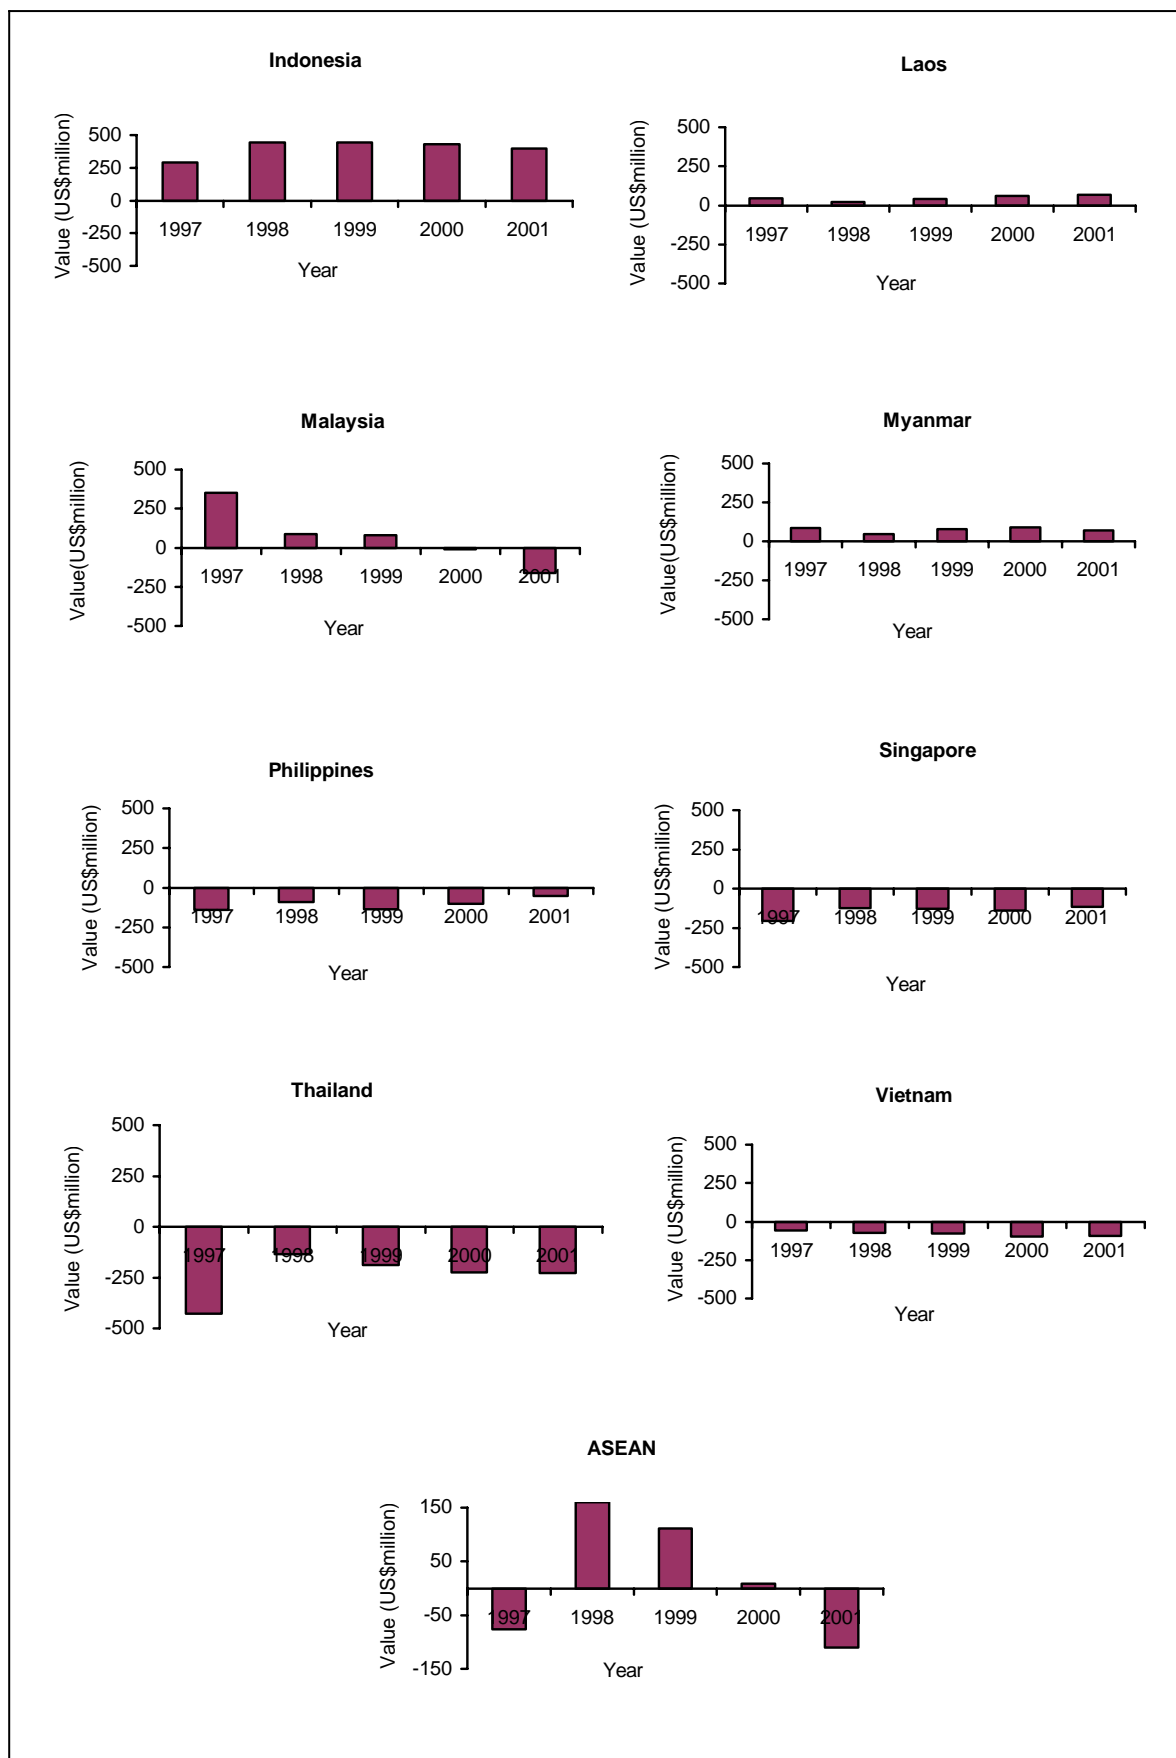 Indonesia
Value (US$million)
500
250
0
-250
-500
1997 1998 1999 2000 2001
Year
Laos
Value (US$million)
500
250
0
-250
-500
1997 1998 1999 2000 2001
Year
Malaysia
Value(US$million)
500
250
0
-250
-500
1997 1998 1999 2000 2001
Year
Myanmar
Value(US$million)
500
250
0
-250
-500
1997 1998 1999 2000 2001
Year
Philippines
Value (US$million)
500
250
0
-250
-500
1997 1998 1999 2000 2001
Year
Singapore
Value (US$million)
500
250
0
-250
-500
1997 1998 1999 2000 2001
Year
Thailand
Value (US$million)
500
250
0
-250
-500
1997 1998 1999 2000 2001
Year
Vietnam
Value (US$million)
500
250
0
-250
-500
1997 1998 1999 2000 2001
Year
ASEAN
Value (US$million)
150
50
-50
-150
1997 1998 1999 2000 2001
Year